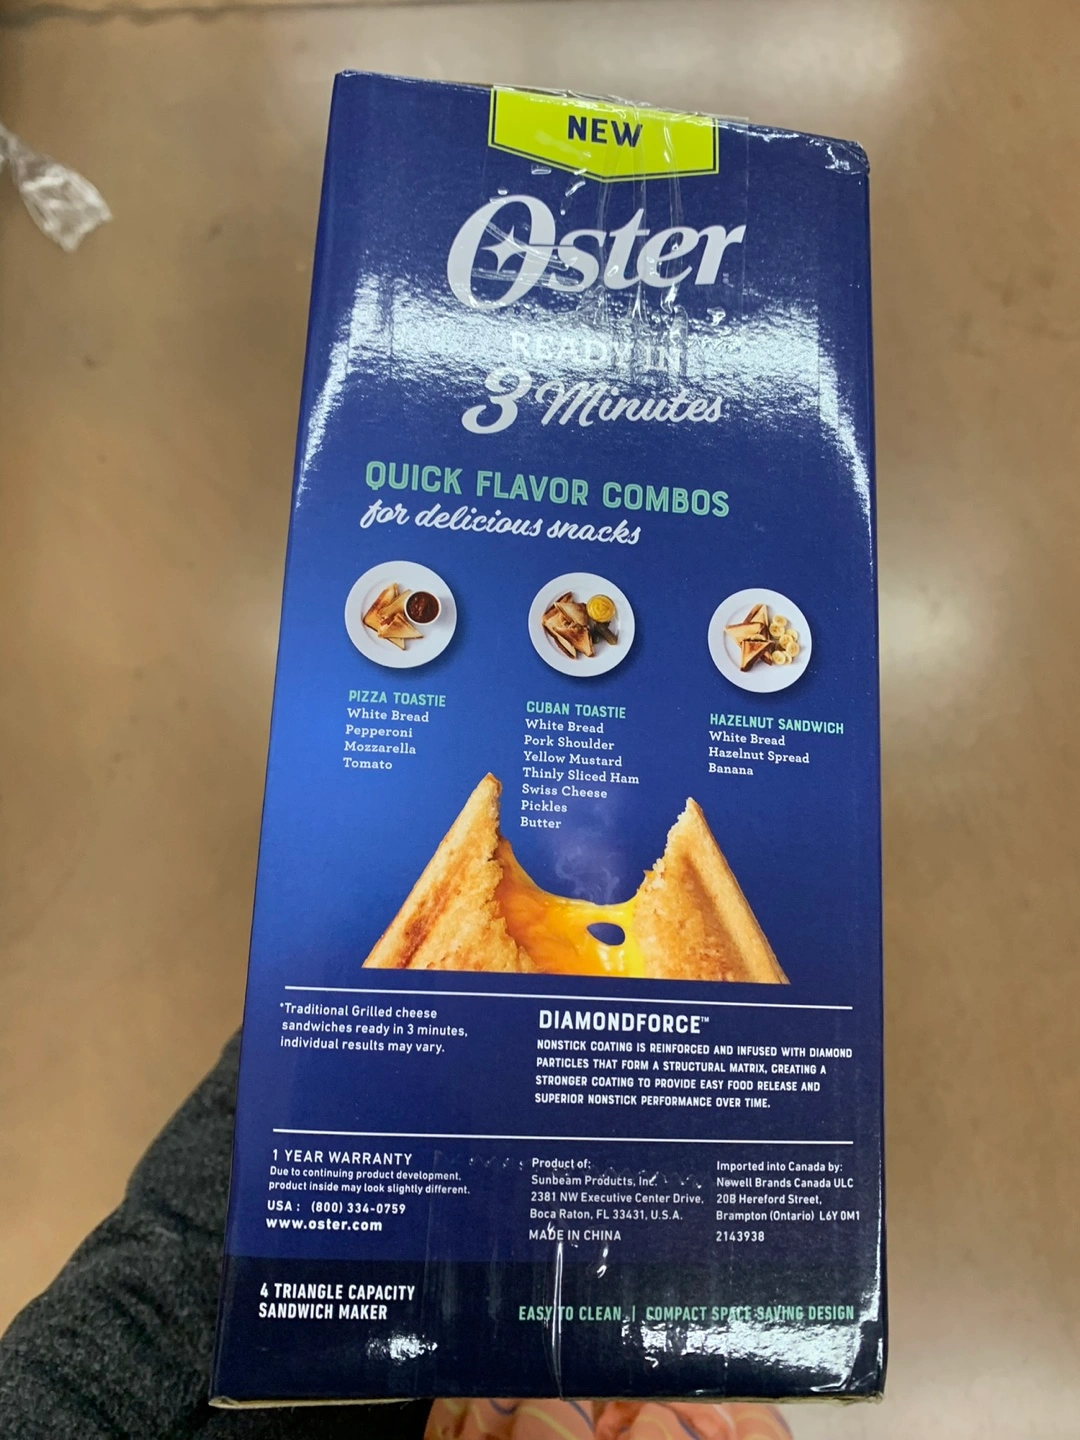 NEW
Oster
READY IN
3 Minutes
QUICK FLAVOR COMBOS
for delicious snacks
PIZZA TOASTIE
White Bread
Pepperoni
Mozzarella
Tomato
CUBAN TOASTIE
White Bread
Pork Shoulder
Yellow Mustard
Thinly Sliced Ham
Swiss Cheese
Pickles
Butter
HAZELNUT SANDWICH
White Bread
Hazelnut Spread
Banana
*Traditional Grilled cheese
sandwiches ready in 3 minutes,
individual results may vary.
DIAMONDFORCE™
NONSTICK COATING IS REINFORCED AND INFUSED WITH DIAMOND
PARTICLES THAT FORM A STRUCTURAL MATRIX, CREATING A
STRONGER COATING TO PROVIDE EASY FOOD RELEASE AND
SUPERIOR NONSTICK PERFORMANCE OVER TIME.
1 YEAR WARRANTY
Due to continuing product development,
product inside may look slightly different.
USA : (800) 334-0759
www.oster.com
Product of:
Sunbeam Products, Inc.
2381 NW Executive Center Drive,
Boca Raton, FL 33431, U.S.A.
MADE IN CHINA
Imported into Canada by:
Newell Brands Canada ULC
20B Hereford Street,
Brampton (Ontario) L6Y 0M1
2143938
4 TRIANGLE CAPACITY
SANDWICH MAKER
EASY TO CLEAN | COMPACT SPACE-SAVING DESIGN